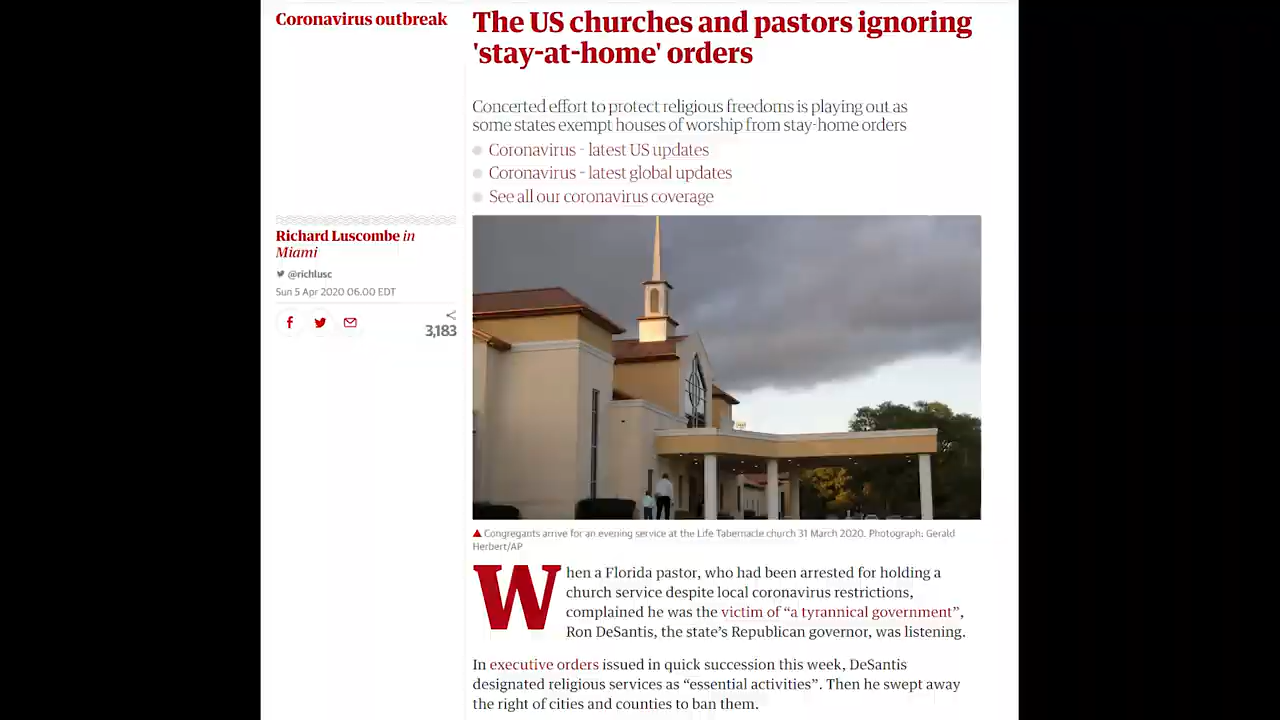 Coronavirus outbreak
The US churches and pastors ignoring
'stay-at-home' orders
Concerted effort to protect religious freedoms is playing out as
some states exempt houses of worship from stay-home orders
Coronavirus - latest US updates
Coronavirus - latest global updates
See all our coronavirus coverage
Richard Luscombe in
Miami
@richlusc
Sun 5 Apr 2020 06.00 EDT
3,183
Congregants arrive for an evening service at the Life Tabernacle church 31 March 2020. Photograph: Gerald
Herbert/AP
When a Florida pastor, who had been arrested for holding a
church service despite local coronavirus restrictions,
complained he was the victim of “a tyrannical government”,
Ron DeSantis, the state’s Republican governor, was listening.
In executive orders issued in quick succession this week, DeSantis
designated religious services as “essential activities”. Then he swept away
the right of cities and counties to ban them.